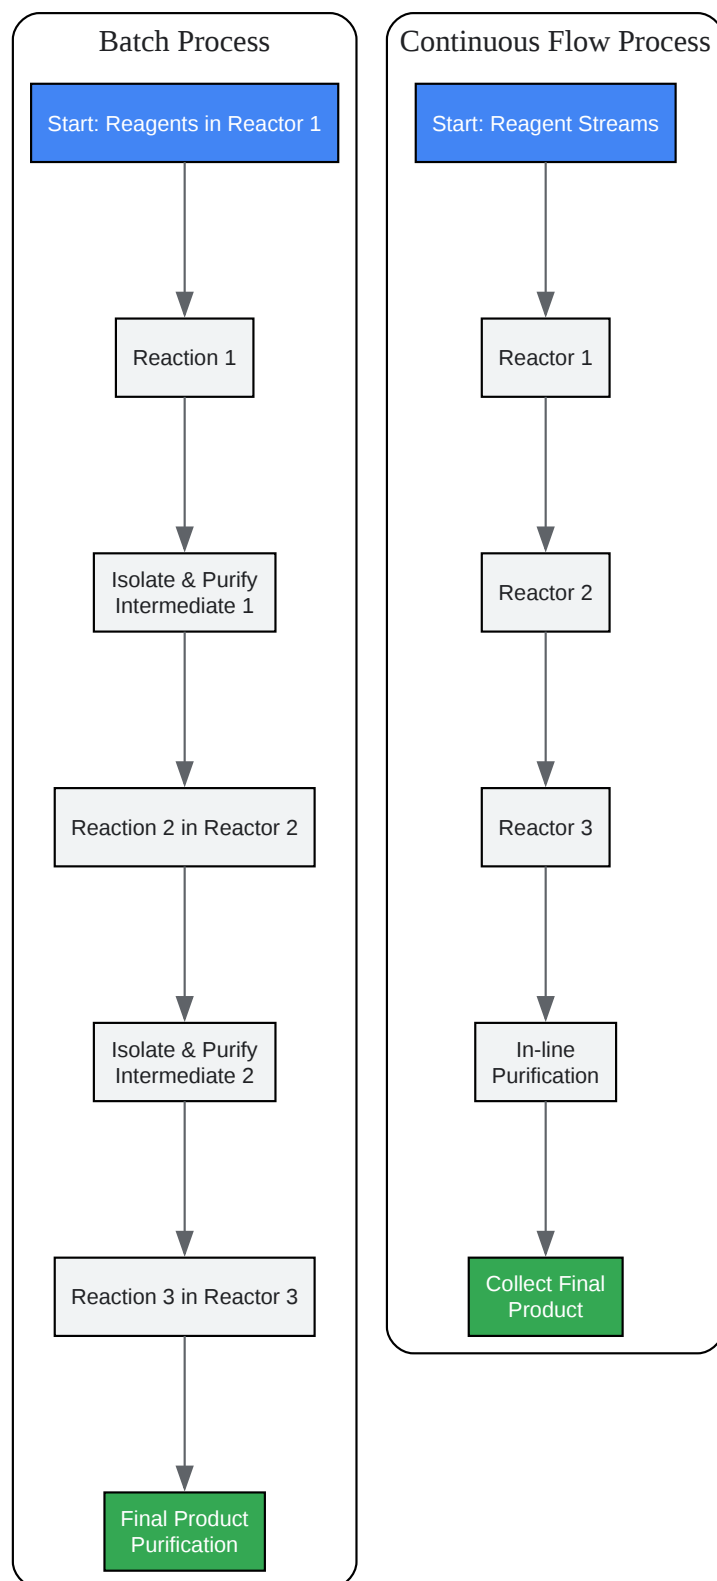 Batch Process
Start: Reagents in Reactor 1
Reaction 1
Isolate & Purify
Intermediate 1
Reaction 2 in Reactor 2
Isolate & Purify
Intermediate 2
Reaction 3 in Reactor 3
Final Product
Purification
Continuous Flow Process
Start: Reagent Streams
Reactor 1
Reactor 2
Reactor 3
In-line
Purification
Collect Final
Product